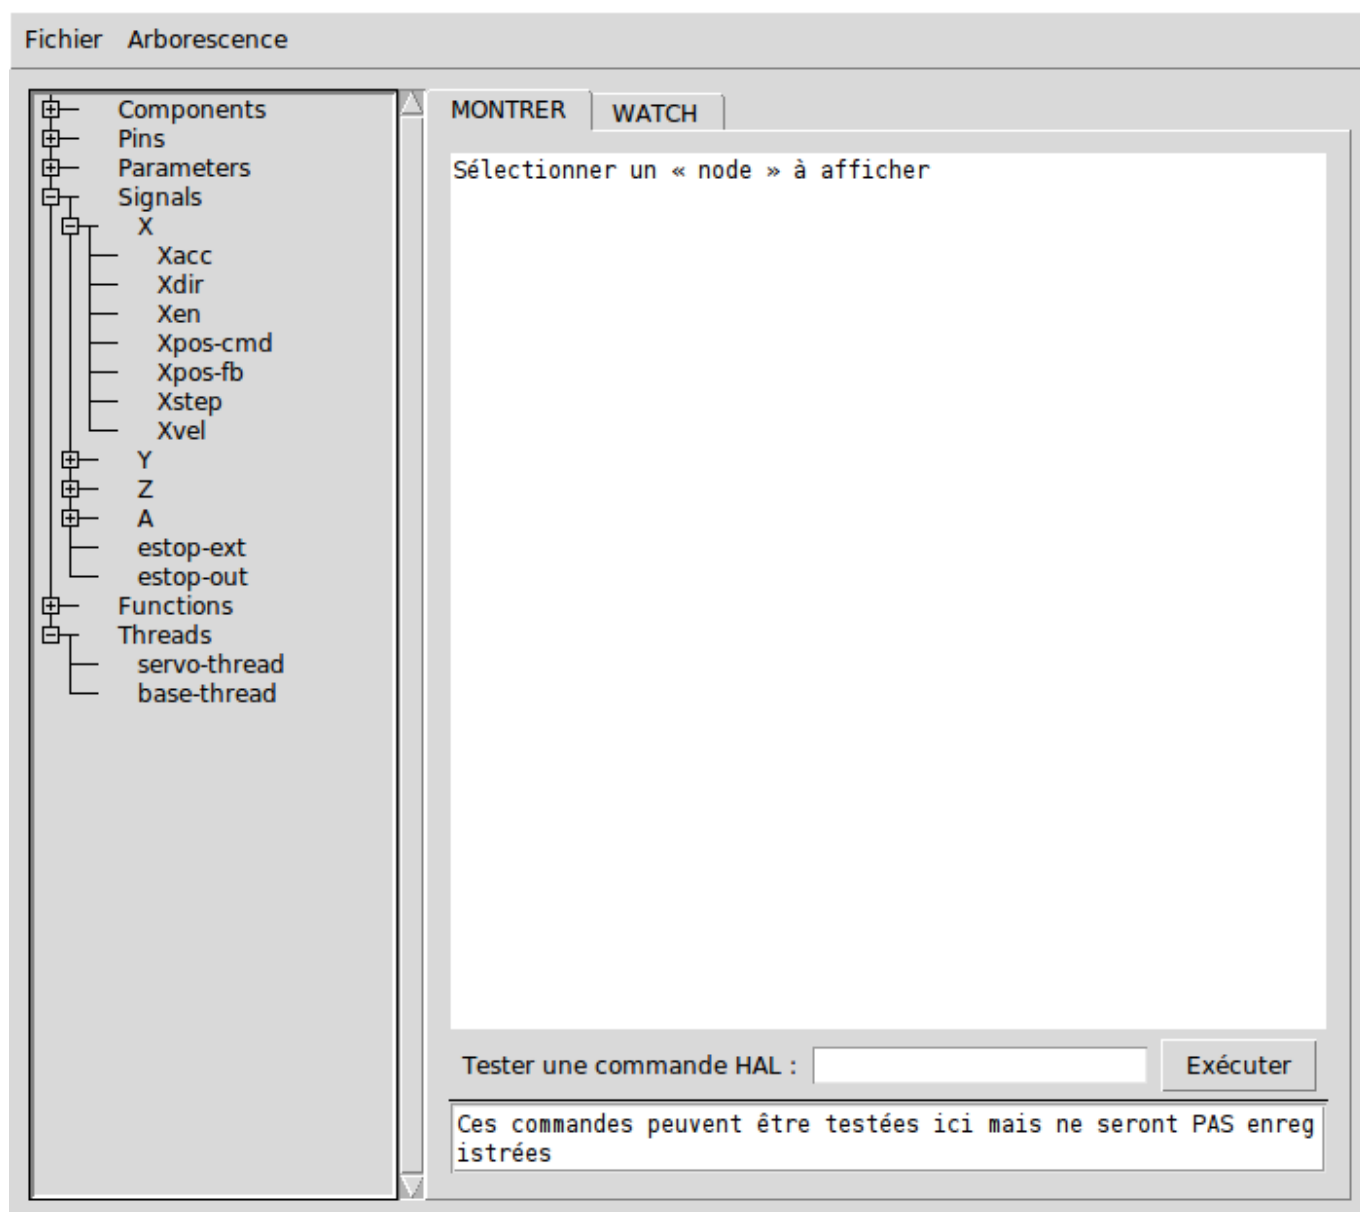 Fichier Arborescence
Components
Pins
Parameters
Signals
X
Xacc
Xdir
Xen
Xpos-cmd
Xpos-fb
Xstep
Xvel
Y
Z
A
estop-ext
estop-out
Functions
Threads
servo-thread
base-thread
MONTRER WATCH
Sélectionner un « node » à afficher
Tester une commande HAL : Exécuter
Ces commandes peuvent être testées ici mais ne seront PAS enreg
istrées